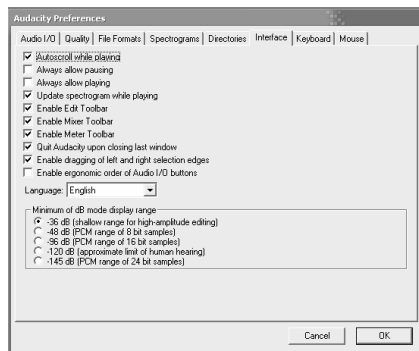 Audacity Preferences
Audio I/O | Quality | File Formats | Spectrograms | Directories | Interface | Keyboard | Mouse
Autoscroll while playing
Always allow pausing
Always allow playing
Update spectrogram while playing
Enable Edit Toolbar
Enable Mixer Toolbar
Enable Meter Toolbar
Quit Audacity upon closing last window
Enable dragging of left and right selection edges
Enable ergonomic order of Audio I/O buttons
Language: English
Minimum of dB mode display range
-36 dB (shallow range for high-amplitude editing)
-48 dB (PCM range of 8 bit samples)
-96 dB (PCM range of 16 bit samples)
-120 dB (approximate limit of human hearing)
-145 dB (PCM range of 24 bit samples)
Cancel OK